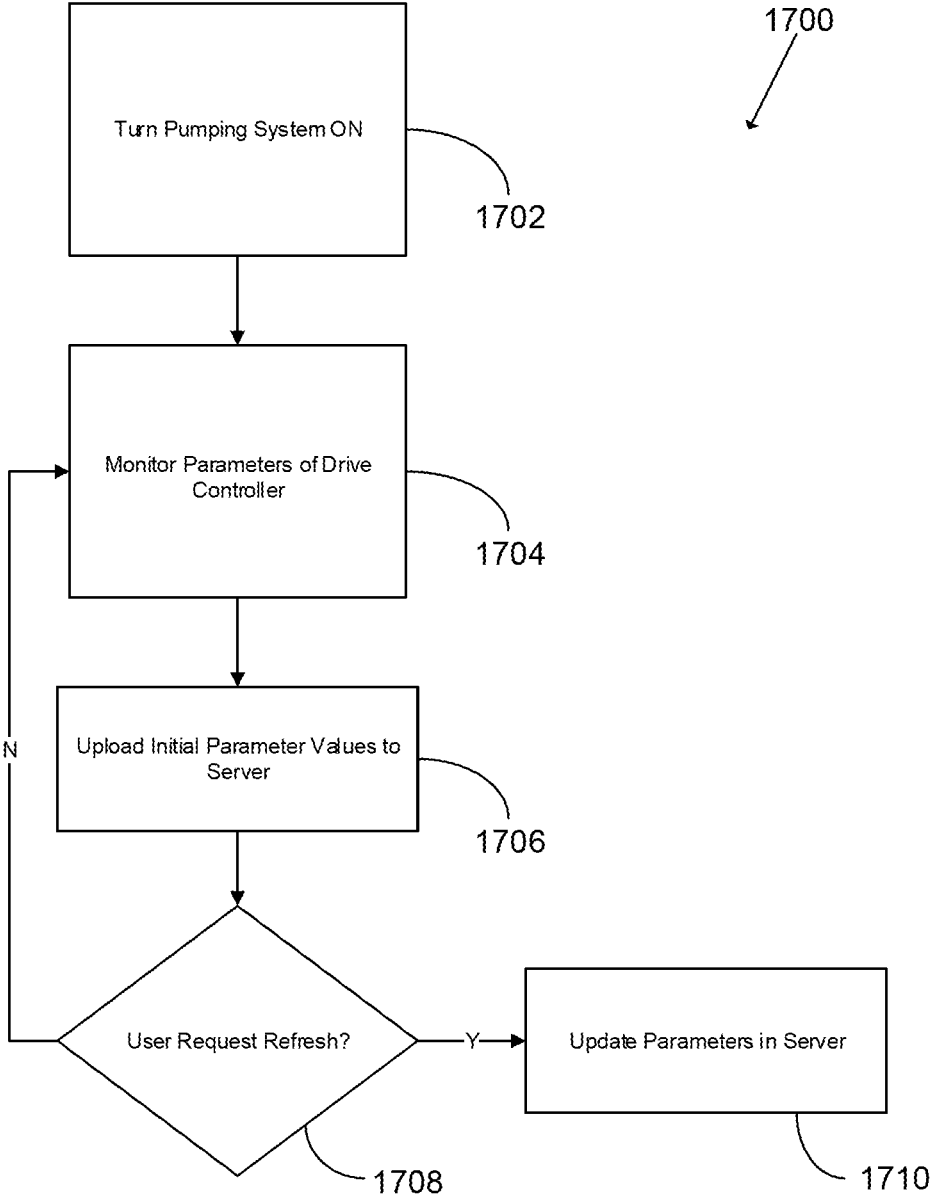 1700
Turn Pumping System ON
1702
Monitor Parameters of Drive
Controller
1704
Upload Initial Parameter Values to
Server
1706
N
User Request Refresh?
Y
Update Parameters in Server
1708
1710